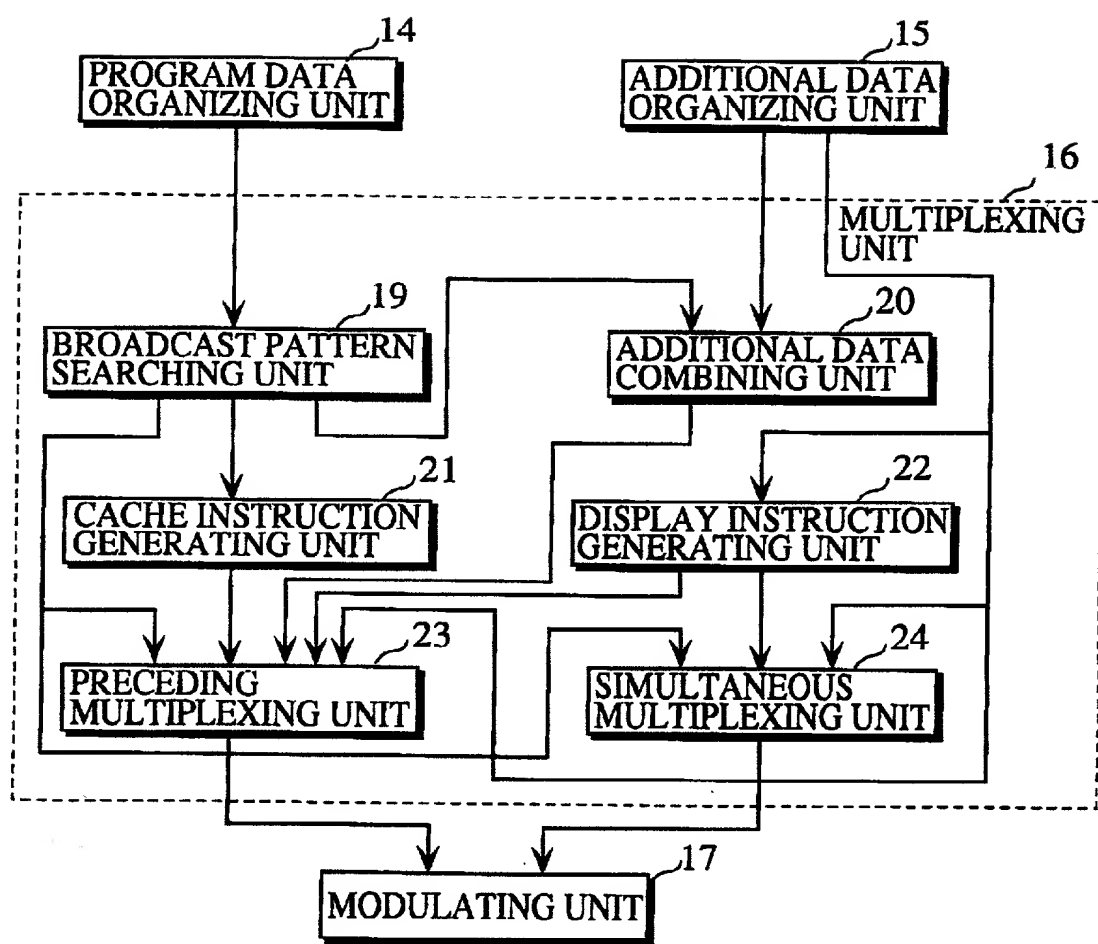 14
PROGRAM DATA
ORGANIZING UNIT
15
ADDITIONAL DATA
ORGANIZING UNIT
16
MULTIPLEXING
UNIT
19
BROADCAST PATTERN
SEARCHING UNIT
20
ADDITIONAL DATA
COMBINING UNIT
21
CACHE INSTRUCTION
GENERATING UNIT
22
DISPLAY INSTRUCTION
GENERATING UNIT
23
PRECEDING
MULTIPLEXING UNIT
24
SIMULTANEOUS
MULTIPLEXING UNIT
17
MODULATING UNIT